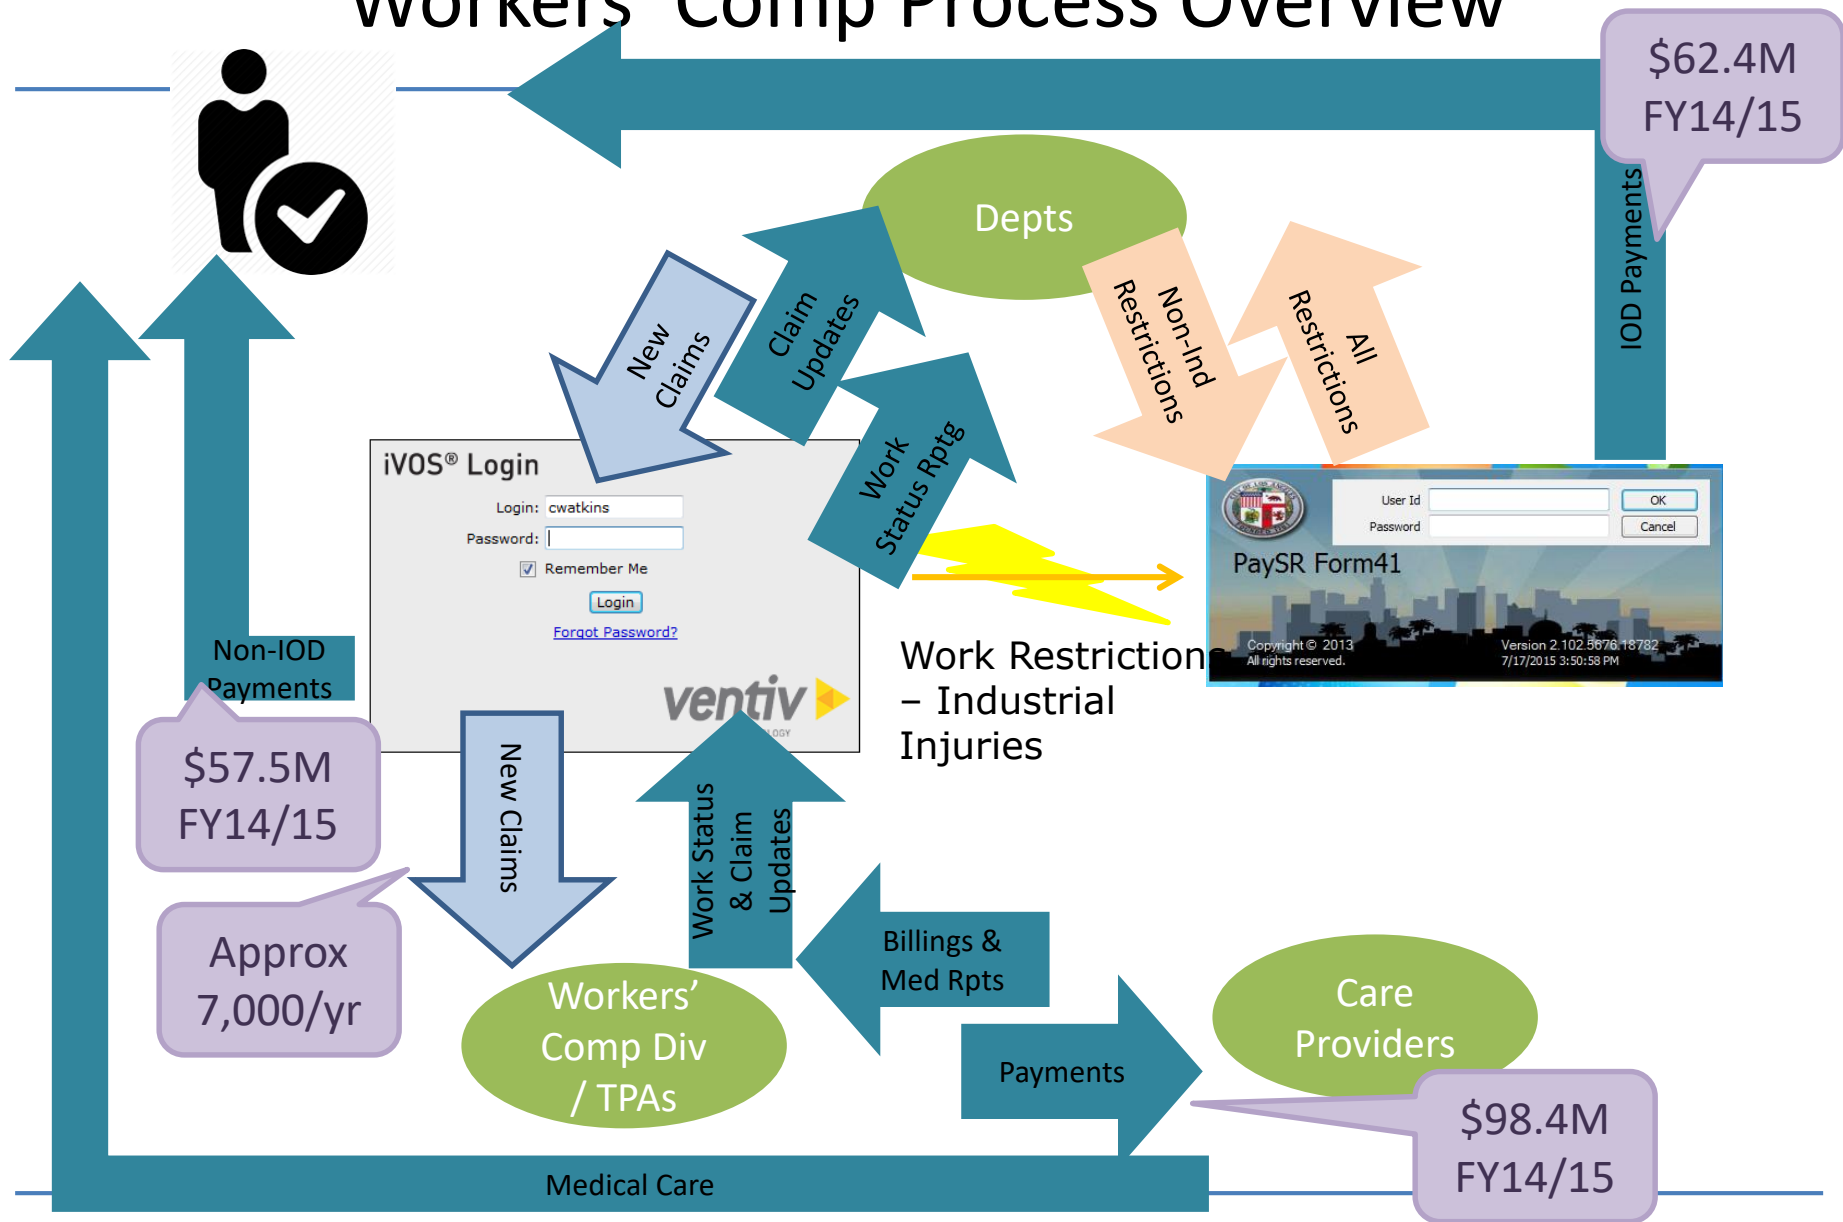 Workers' Comp Process Overview
$62.4M
FY14/15
IOD Payments
Depts
New
Claims
Claim
Updates
Work
Status Rptg
Non-Ind
Restrictions
All
Restrictions
iVOS® Login
Login: cwatkins
Password:
Remember Me
Login
Forgot Password?
ventiv
OLOGY
User Id
OK
Password
Cancel
PaySR Form41
Copyright © 2013
All rights reserved.
Version 2.102.5676.18782
7/17/2015 3:50:58 PM
Work Restrictions
– Industrial
Injuries
Non-IOD
Payments
$57.5M
FY14/15
New Claims
Work Status
& Claim
Updates
Approx
7,000/yr
Billings &
Med Rpts
Workers'
Comp Div
/ TPAs
Care
Providers
Payments
$98.4M
FY14/15
Medical Care